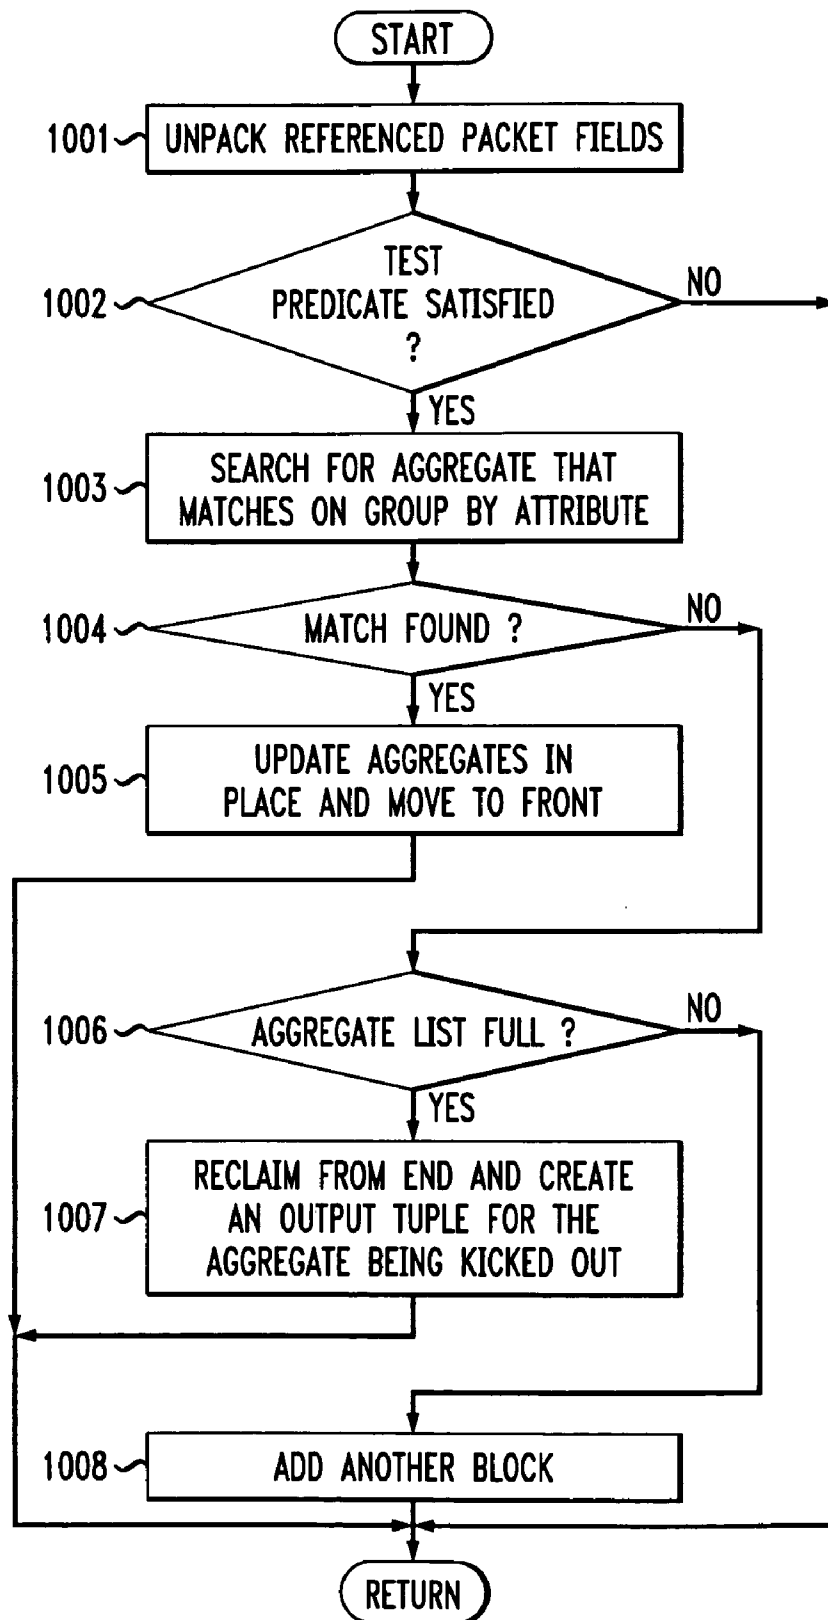 START
1001
UNPACK REFERENCED PACKET FIELDS
1002
TEST
PREDICATE SATISFIED
?
NO
YES
1003
SEARCH FOR AGGREGATE THAT
MATCHES ON GROUP BY ATTRIBUTE
1004
MATCH FOUND ?
NO
YES
1005
UPDATE AGGREGATES IN
PLACE AND MOVE TO FRONT
1006
AGGREGATE LIST FULL ?
NO
YES
1007
RECLAIM FROM END AND CREATE
AN OUTPUT TUPLE FOR THE
AGGREGATE BEING KICKED OUT
1008
ADD ANOTHER BLOCK
RETURN